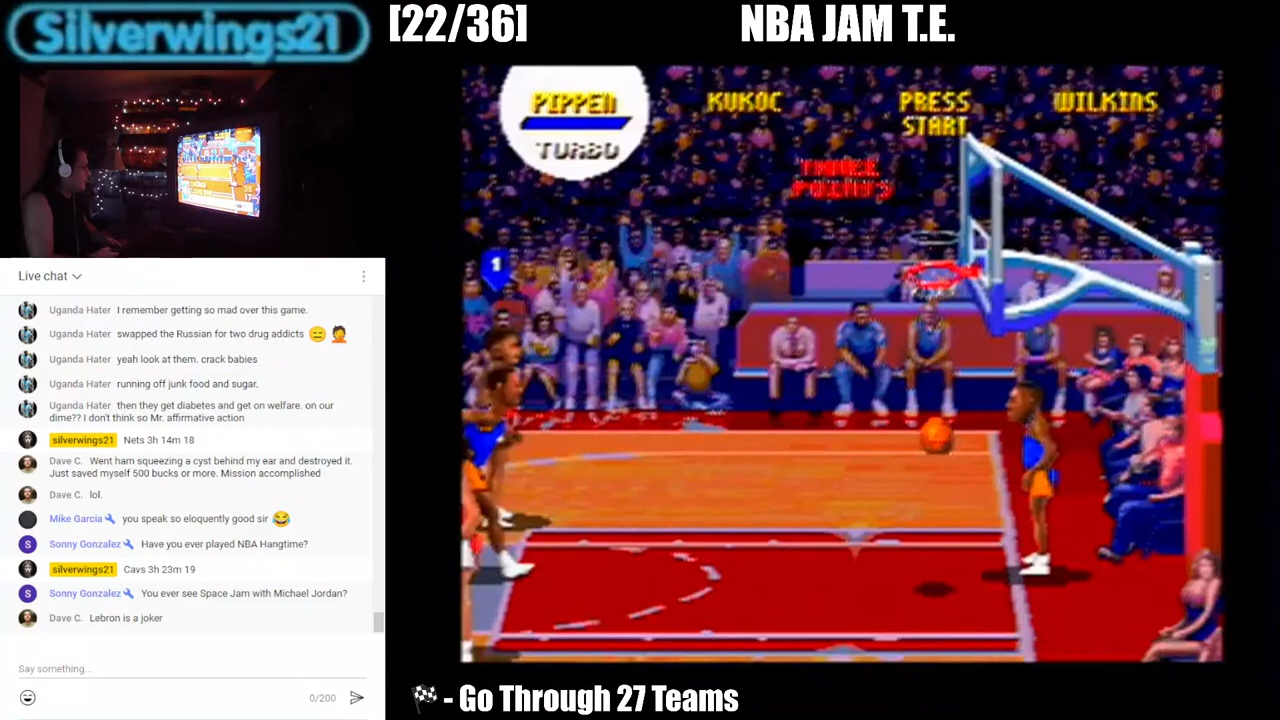 Silverwings21
[22/36]
NBA JAM T.E.
PIPPEN
TURBO
KUKOC
PRESS
START
WILKINS
THREE
POINTS
1
Live chat
Uganda Hater I remember getting so mad over this game.
Uganda Hater swapped the Russian for two drug addicts 😑 🤦
Uganda Hater yeah look at them. crack babies
Uganda Hater running off junk food and sugar.
Uganda Hater then they get diabetes and get on welfare. on our
dime?? I don't think so Mr. affirmative action
silverwings21 Nets 3h 14m 18
Dave C. Went ham squeezing a cyst behind my ear and destroyed it.
Just saved myself 500 bucks or more. Mission accomplished
Dave C. lol.
Mike Garcia you speak so eloquently good sir 😂
S Sonny Gonzalez Have you ever played NBA Hangtime?
silverwings21 Cavs 3h 23m 19
S Sonny Gonzalez You ever see Space Jam with Michael Jordan?
Dave C. Lebron is a joker
Say something...
0/200
🏁 - Go Through 27 Teams